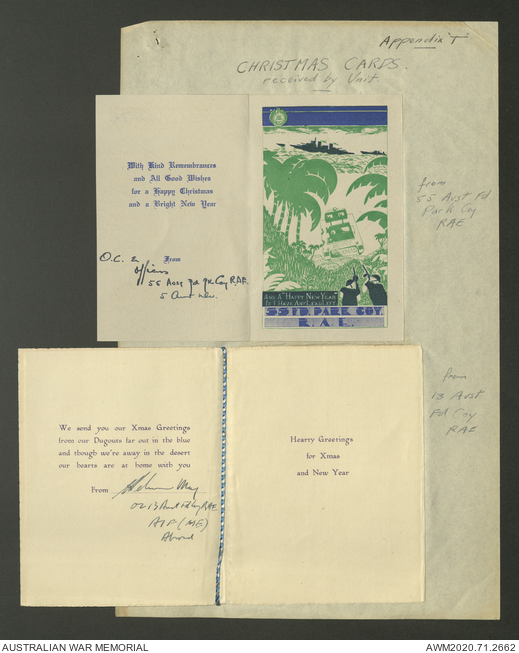 Appendix 'T'
CHRISTMAS CARDS.
received by Unit.
With Kind Remembrances
and All Good Wishes
for a Happy Christmas
and a Bright New Year
O.C. &
From
Officers
55 Aust Fd Pk Coy RAE
5 Aust Div.
AND A "HAPPY NEW YEAR"
55 FD. PARK COY.
R.A.E.
from
55 Aust Fd
Park Coy
RAE
We send you our Xmas Greetings
from our Dugouts far out in the blue
and though we're away in the desert
our hearts are at home with you
From
OC 13 Aust Fd Coy RAE
AIF (ME)
Abroad
Hearty Greetings
for Xmas
and New Year
from
13 Aust
Fd Coy
RAE
AUSTRALIAN WAR MEMORIAL
AWM2020.71.2662